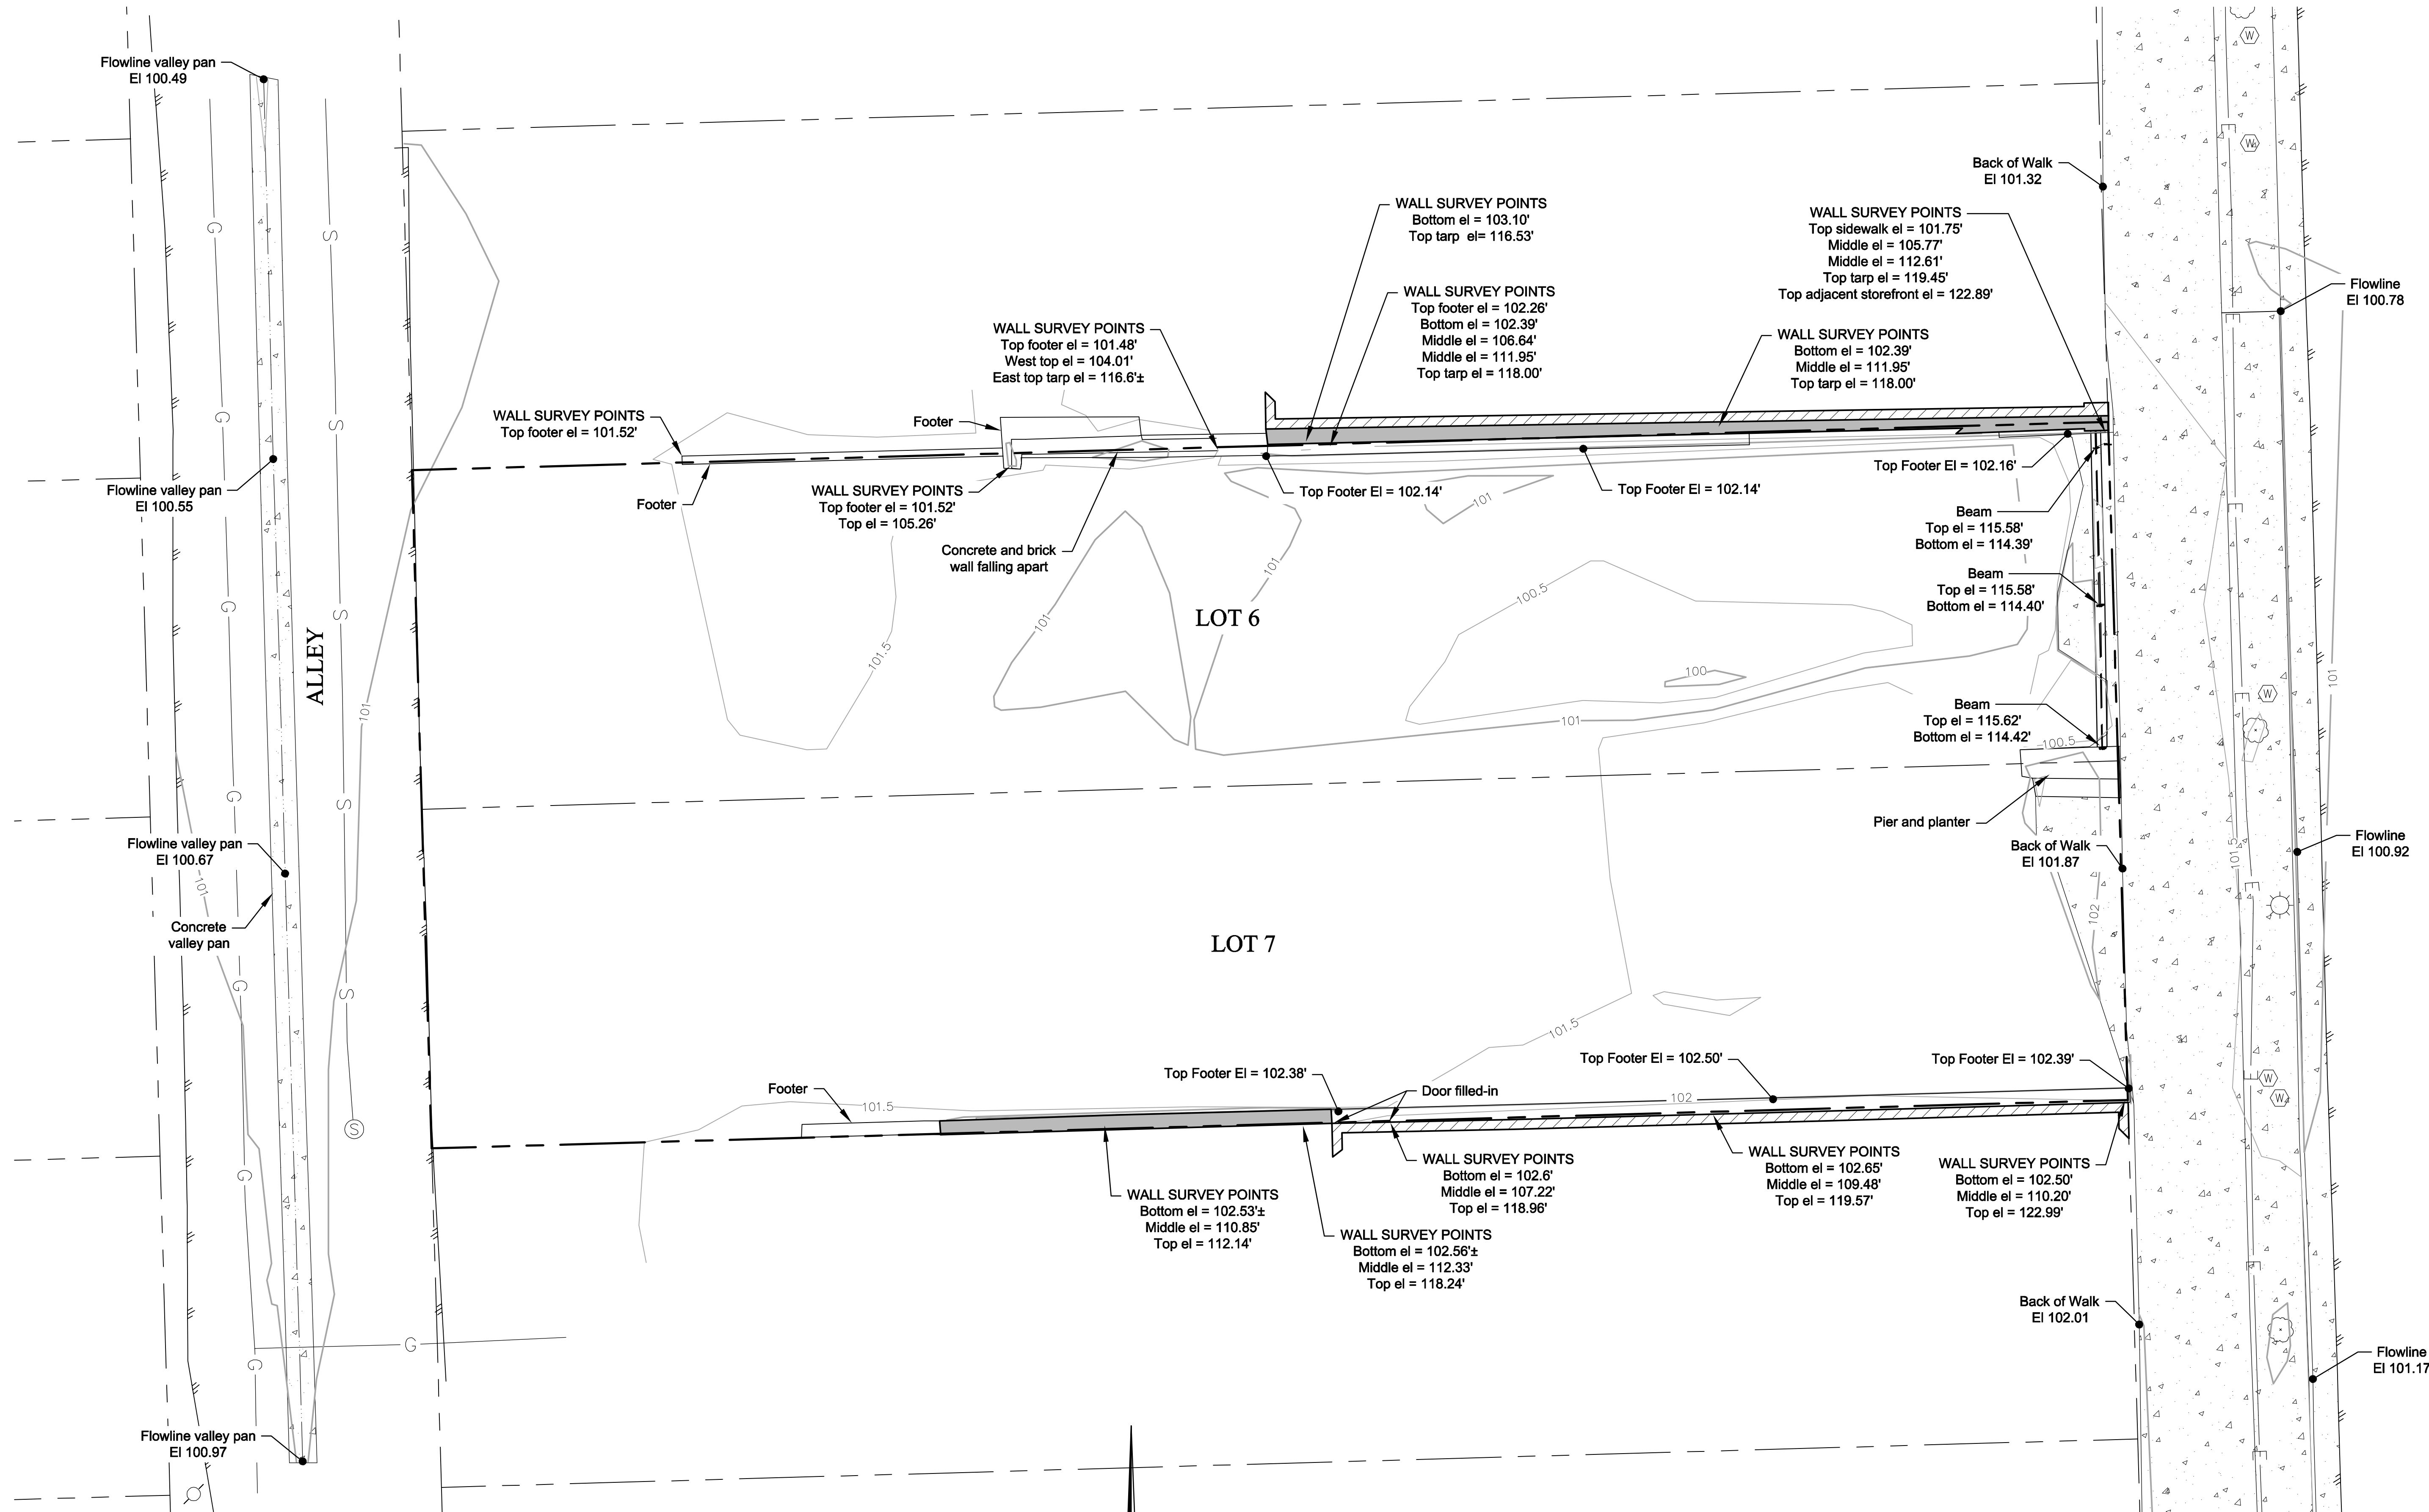 Flowline valley pan
El 100.49
Back of Walk
El 101.32
WALL SURVEY POINTS
Bottom el = 103.10'
Top tarp el= 116.53'
WALL SURVEY POINTS
Top sidewalk el = 101.75'
Middle el = 105.77'
Middle el = 112.61'
Top tarp el = 119.45'
Top adjacent storefront el = 122.89'
Flowline
El 100.78
WALL SURVEY POINTS
Top footer el = 102.26'
Bottom el = 102.39'
Middle el = 106.64'
Middle el = 111.95'
Top tarp el = 118.00'
WALL SURVEY POINTS
Top footer el = 101.48'
West top el = 104.01'
East top tarp el = 116.6'±
WALL SURVEY POINTS
Bottom el = 102.39'
Middle el = 111.95'
Top tarp el = 118.00'
WALL SURVEY POINTS
Top footer el = 101.52'
Footer
Flowline valley pan
El 100.55
Footer
WALL SURVEY POINTS
Top footer el = 101.52'
Top el = 105.26'
Top Footer El = 102.14'
Top Footer El = 102.14'
Top Footer El = 102.16'
101
Concrete and brick
wall falling apart
Beam
Top el = 115.58'
Bottom el = 114.39'
Beam
Top el = 115.58'
Bottom el = 114.40'
101
100.5
101
LOT 6
101.5
100
101
ALLEY
101
101
Beam
Top el = 115.62'
Bottom el = 114.42'
100.5
Pier and planter
Flowline valley pan
El 100.67
Back of Walk
El 101.87
101.5
Flowline
El 100.92
101
Concrete
valley pan
102
LOT 7
101.5
Top Footer El = 102.38'
Top Footer El = 102.50'
Top Footer El = 102.39'
Footer
Door filled-in
101.5
102
WALL SURVEY POINTS
Bottom el = 102.53'±
Middle el = 110.85'
Top el = 112.14'
WALL SURVEY POINTS
Bottom el = 102.6'
Middle el = 107.22'
Top el = 118.96'
WALL SURVEY POINTS
Bottom el = 102.65'
Middle el = 109.48'
Top el = 119.57'
WALL SURVEY POINTS
Bottom el = 102.50'
Middle el = 110.20'
Top el = 122.99'
WALL SURVEY POINTS
Bottom el = 102.56'±
Middle el = 112.33'
Top el = 118.24'
Back of Walk
El 102.01
Flowline
El 101.17
Flowline valley pan
El 100.97
G
G
G
G
G
G
G
G
S
S
S
S
S
S
E
E
E
E
E
E
E
E
W
W
W
W
W